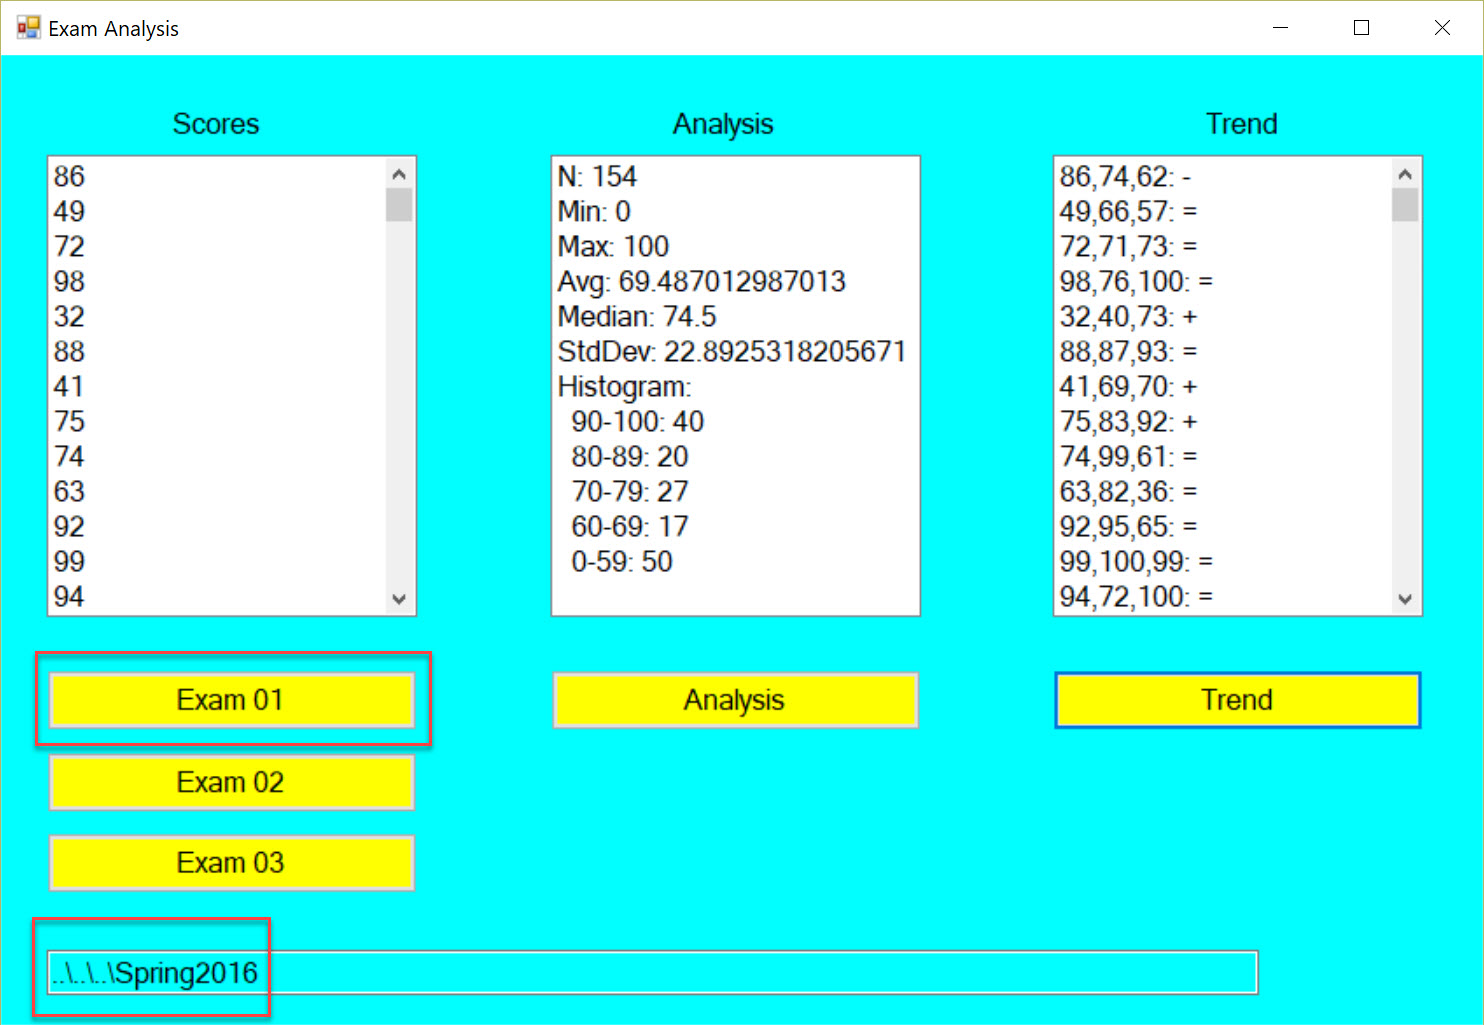 Exam Analysis
Scores
86
49
72
98
32
88
41
75
74
63
92
99
94
Exam 01
Exam 02
Exam 03
Analysis
N: 154
Min: 0
Max: 100
Avg: 69.487012987013
Median: 74.5
StdDev: 22.8925318205671
Histogram:
90-100: 40
80-89: 20
70-79: 27
60-69: 17
0-59: 50
Analysis
Trend
86,74,62: -
49,66,57: =
72,71,73: =
98,76,100: =
32,40,73: +
88,87,93: =
41,69,70: +
75,83,92: +
74,99,61: =
63,82,36: =
92,95,65: =
99,100,99: =
94,72,100: =
Trend
..\..\..\Spring2016